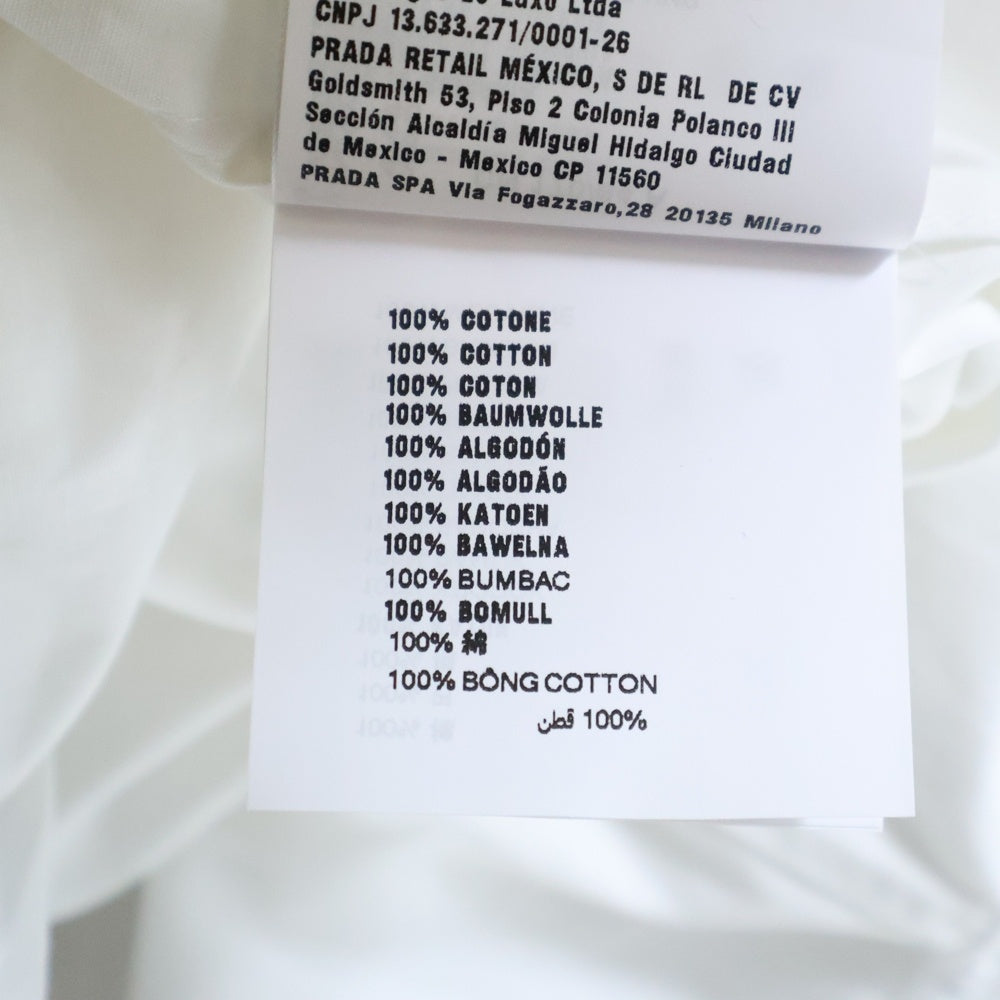 Luxo Ltda
CNPJ 13.633.271/0001-26
PRADA RETAIL MÉXICO, S DE RL DE CV
Goldsmith 53, Piso 2 Colonia Polanco III
Sección Alcaldía Miguel Hidalgo Ciudad
de Mexico - Mexico CP 11560
PRADA SPA Via Fogazzaro,28 20135 Milano
100% COTONE
100% COTTON
100% COTON
100% BAUMWOLLE
100% ALGODÓN
100% ALGODÃO
100% KATOEN
100% BAWELNA
100% BUMBAC
100% BOMULL
100% 綿
100% BÔNG COTTON
100% قطن